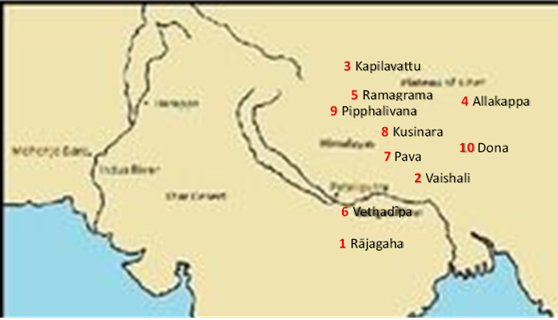 3 Kapilavattu
5 Ramagrama
4 Allakappa
9 Pipphalivana
8 Kusinara
10 Dona
7 Pava
2 Vaishali
Indus River
6 Vethadīpa
1 Rājagaha